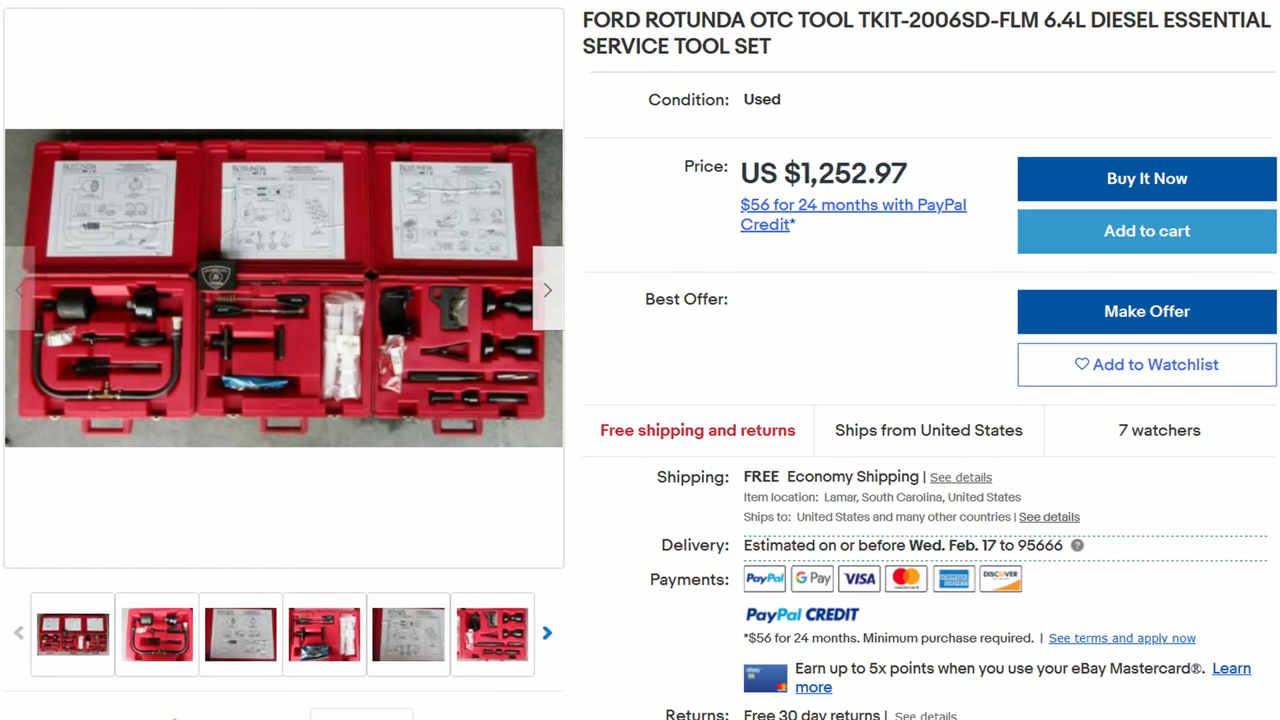 FORD ROTUNDA OTC TOOL TKIT-2006SD-FLM 6.4L DIESEL ESSENTIAL
SERVICE TOOL SET
Condition: Used
Price: US $1,252.97
Buy It Now
$56 for 24 months with PayPal
Credit*
Add to cart
Best Offer:
Make Offer
Add to Watchlist
Free shipping and returns
Ships from United States
7 watchers
Shipping: FREE Economy Shipping | See details
Item location: Lamar, South Carolina, United States
Ships to: United States and many other countries | See details
Delivery: Estimated on or before Wed. Feb. 17 to 95666 ?
Payments: PayPal G Pay VISA MasterCard AMERICAN EXPRESS DISCOVER
PayPal CREDIT
*$56 for 24 months. Minimum purchase required. | See terms and apply now
Earn up to 5x points when you use your eBay Mastercard®. Learn
more
Returns: Free 30 day returns | See details
ROTUNDA
ROTUNDA
ROTUNDA